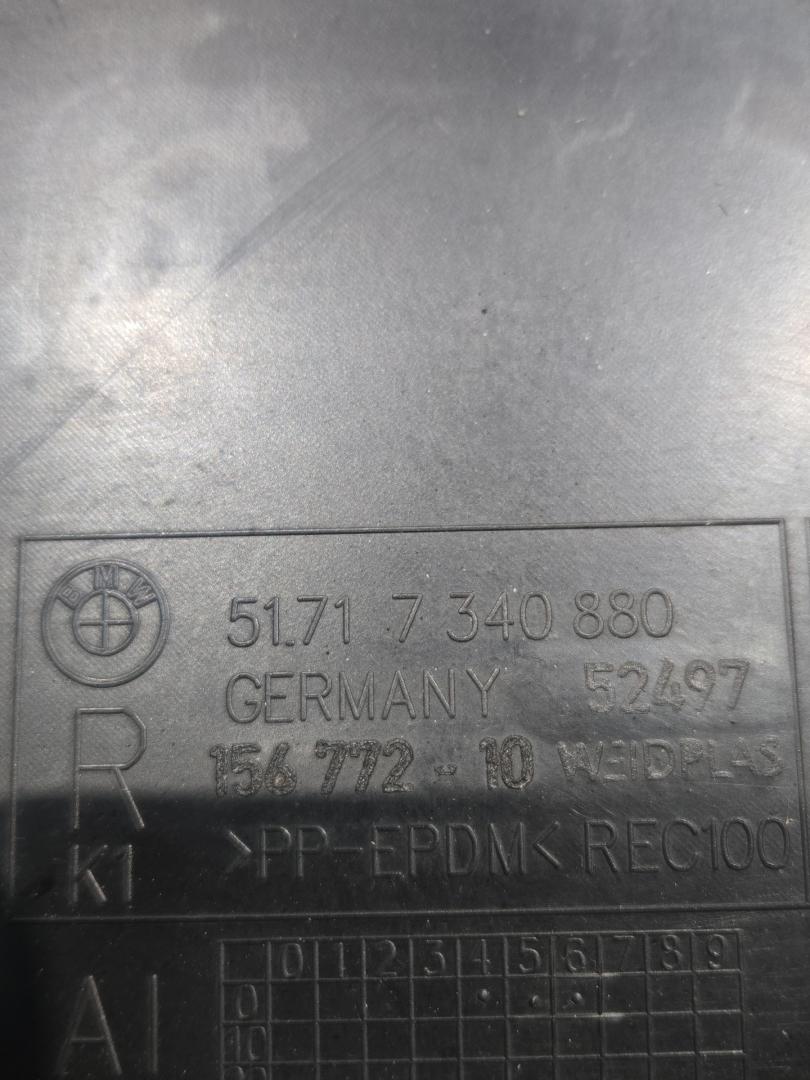 BMW
51.71 7 340 880
GERMANY 52497
R
156 772 - 10 WEIDPLAS
K1 >PP-EPDM< REC100
AI
0 1 2 3 4 5 6 7 8 9
0
10